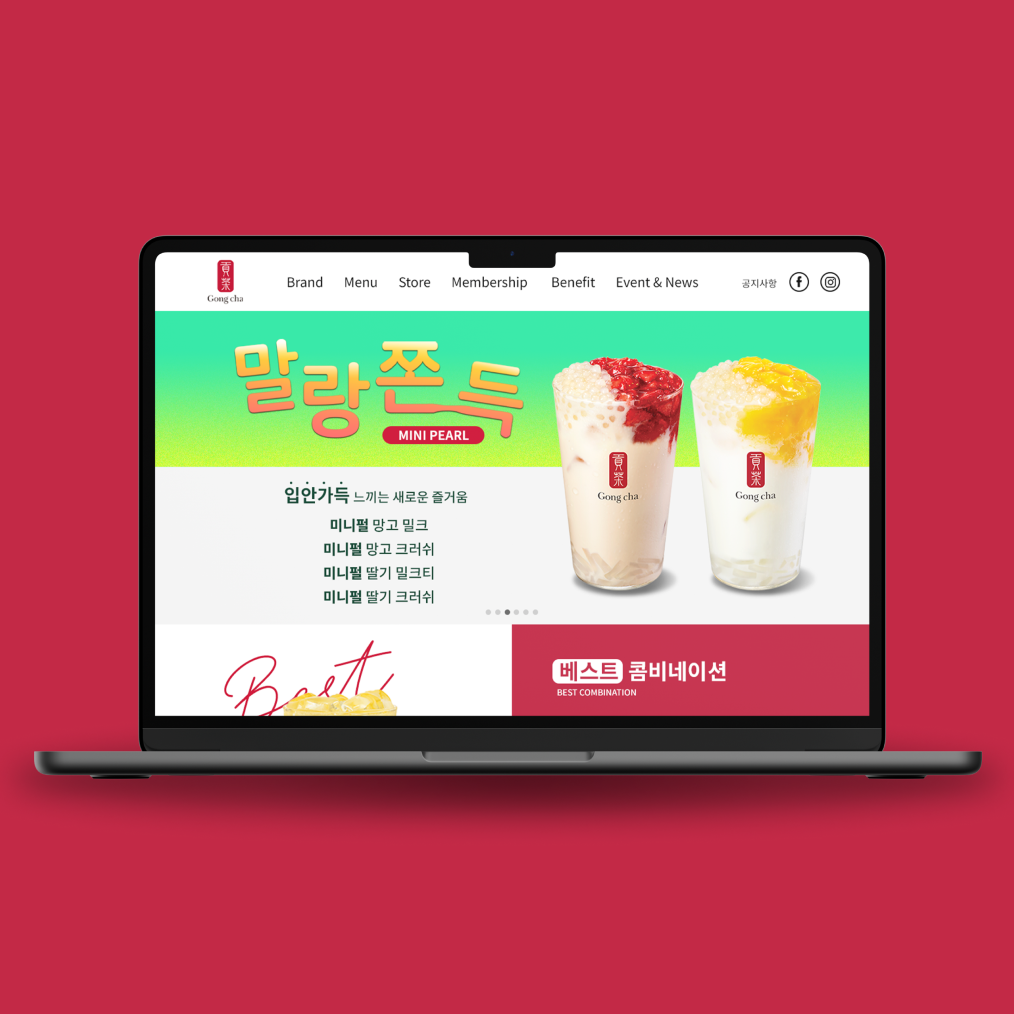 貢茶
Gong cha
Brand Menu Store Membership Benefit Event & News 공지사항
말랑쫀득
MINI PEARL
입안가득 느끼는 새로운 즐거움
미니펄 망고 밀크
미니펄 망고 크러쉬
미니펄 딸기 밀크티
미니펄 딸기 크러쉬
貢茶
Gong cha
貢茶
Gong cha
Best
베스트 콤비네이션
BEST COMBINATION